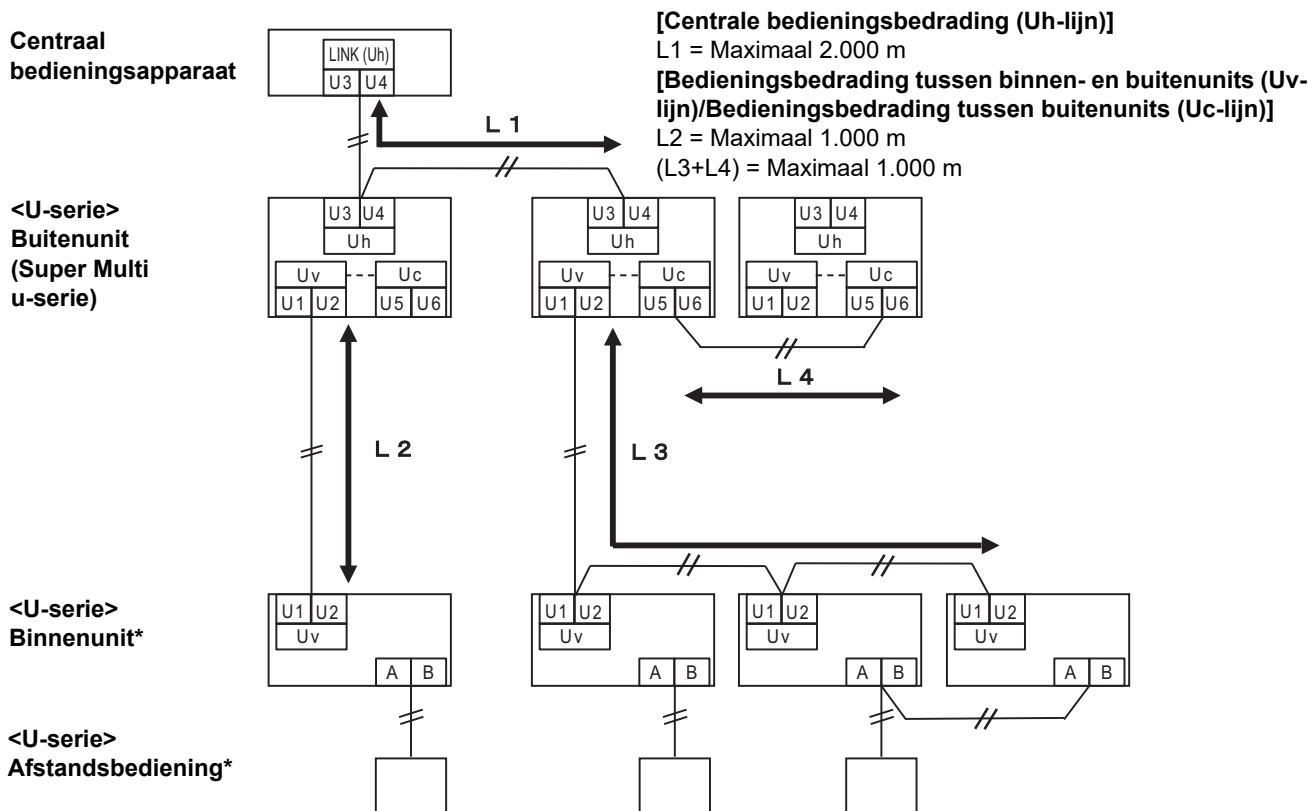 Centraal
bedieningsapparaat
LINK (Uh)
U3 U4
[Centrale bedieningsbedrading (Uh-lijn)]
L1 = Maximaal 2.000 m
[Bedieningsbedrading tussen binnen- en buitenunits (Uv-
lijn)/Bedieningsbedrading tussen buitenunits (Uc-lijn)]
L2 = Maximaal 1.000 m
(L3+L4) = Maximaal 1.000 m
L 1
<U-serie>
Buitenunit
(Super Multi
u-serie)
U3 U4
Uh
Uv Uc
U1 U2 U5 U6
U3 U4
Uh
Uv Uc
U1 U2 U5 U6
U3 U4
Uh
Uv Uc
U1 U2 U5 U6
L 4
L 2
L 3
<U-serie>
Binnenunit*
U1 U2
Uv
A B
U1 U2
Uv
A B
U1 U2
Uv
A B
U1 U2
Uv
A B
<U-serie>
Afstandsbediening*